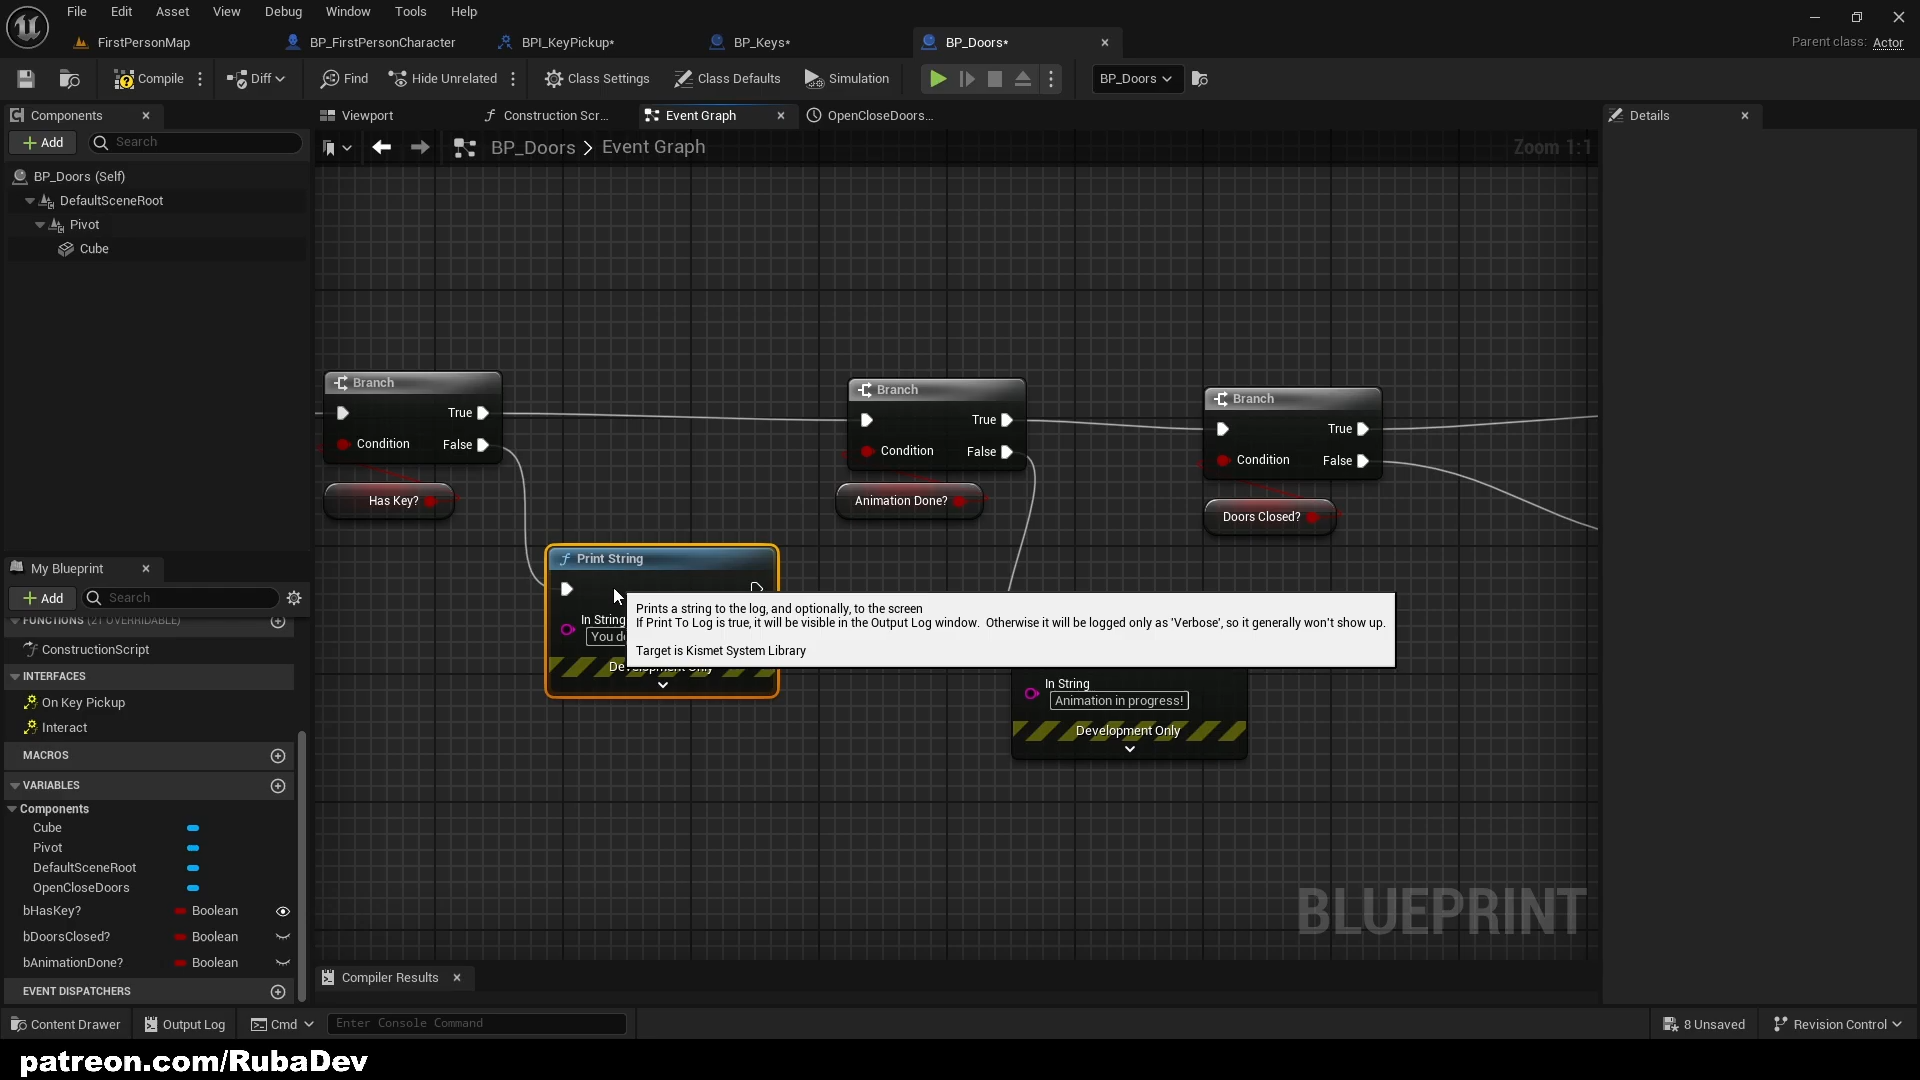 File Edit Asset View Debug Window Tools Help
FirstPersonMap BP_FirstPersonCharacter BPI_KeyPickup* BP_Keys* BP_Doors*
Parent class: Actor
Compile Diff Find Hide Unrelated Class Settings Class Defaults Simulation BP_Doors
Components
Viewport Construction Scr... Event Graph OpenCloseDoors...
Details
Add Search
BP_Doors > Event Graph
Zoom 1:1
BP_Doors (Self)
DefaultSceneRoot
Pivot
Cube
Branch
True
Condition False
Has Key?
Branch
True
Condition False
Animation Done?
Branch
True
Condition False
Doors Closed?
Print String
In String
You d
Development Only
Prints a string to the log, and optionally, to the screen
If Print To Log is true, it will be visible in the Output Log window. Otherwise it will be logged only as 'Verbose', so it generally won't show up.
Target is Kismet System Library
In String
Animation in progress!
Development Only
My Blueprint
Add Search
FUNCTIONS (21 OVERRIDABLE)
ConstructionScript
INTERFACES
On Key Pickup
Interact
MACROS
VARIABLES
Components
Cube
Pivot
DefaultSceneRoot
OpenCloseDoors
bHasKey? Boolean
bDoorsClosed? Boolean
bAnimationDone? Boolean
EVENT DISPATCHERS
BLUEPRINT
Compiler Results
Content Drawer Output Log Cmd Enter Console Command 8 Unsaved Revision Control
patreon.com/RubaDev